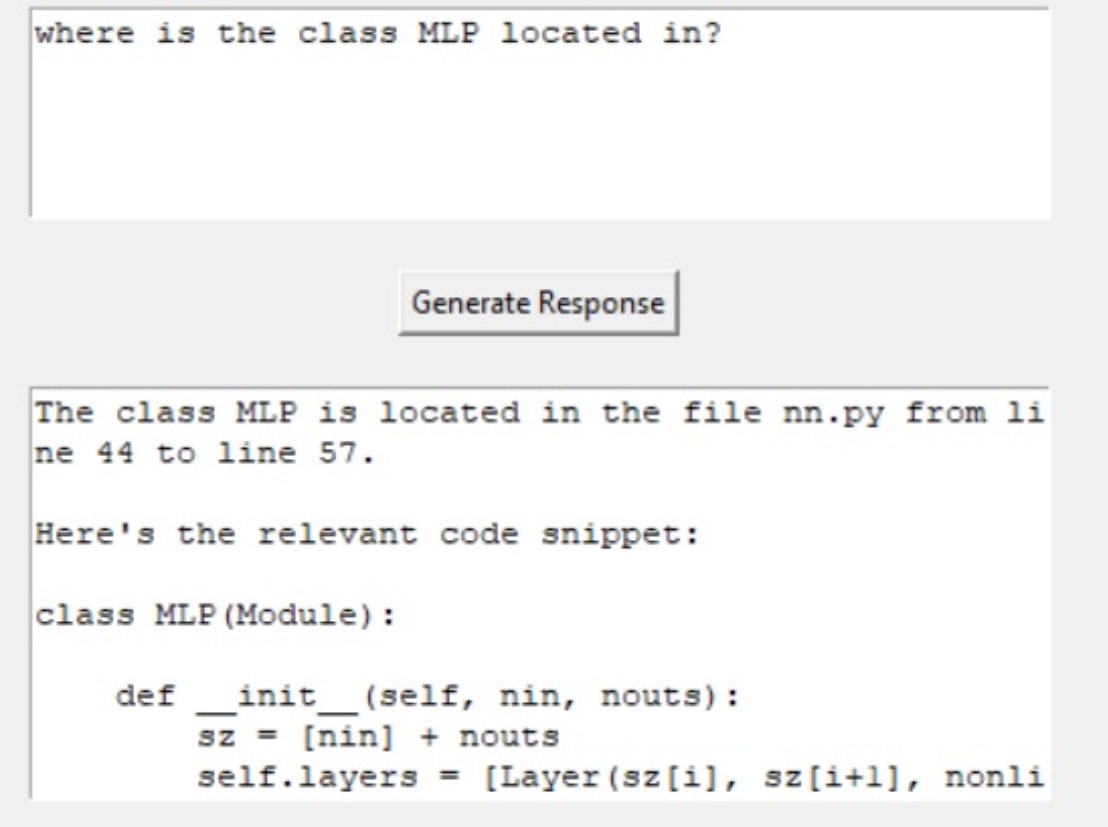 where is the class MLP located in?
Generate Response
The class MLP is located in the file nn.py from li
ne 44 to line 57.
Here's the relevant code snippet:
class MLP(Module):
def __init__(self, nin, nouts):
sz = [nin] + nouts
self.layers = [Layer(sz[i], sz[i+1], nonli